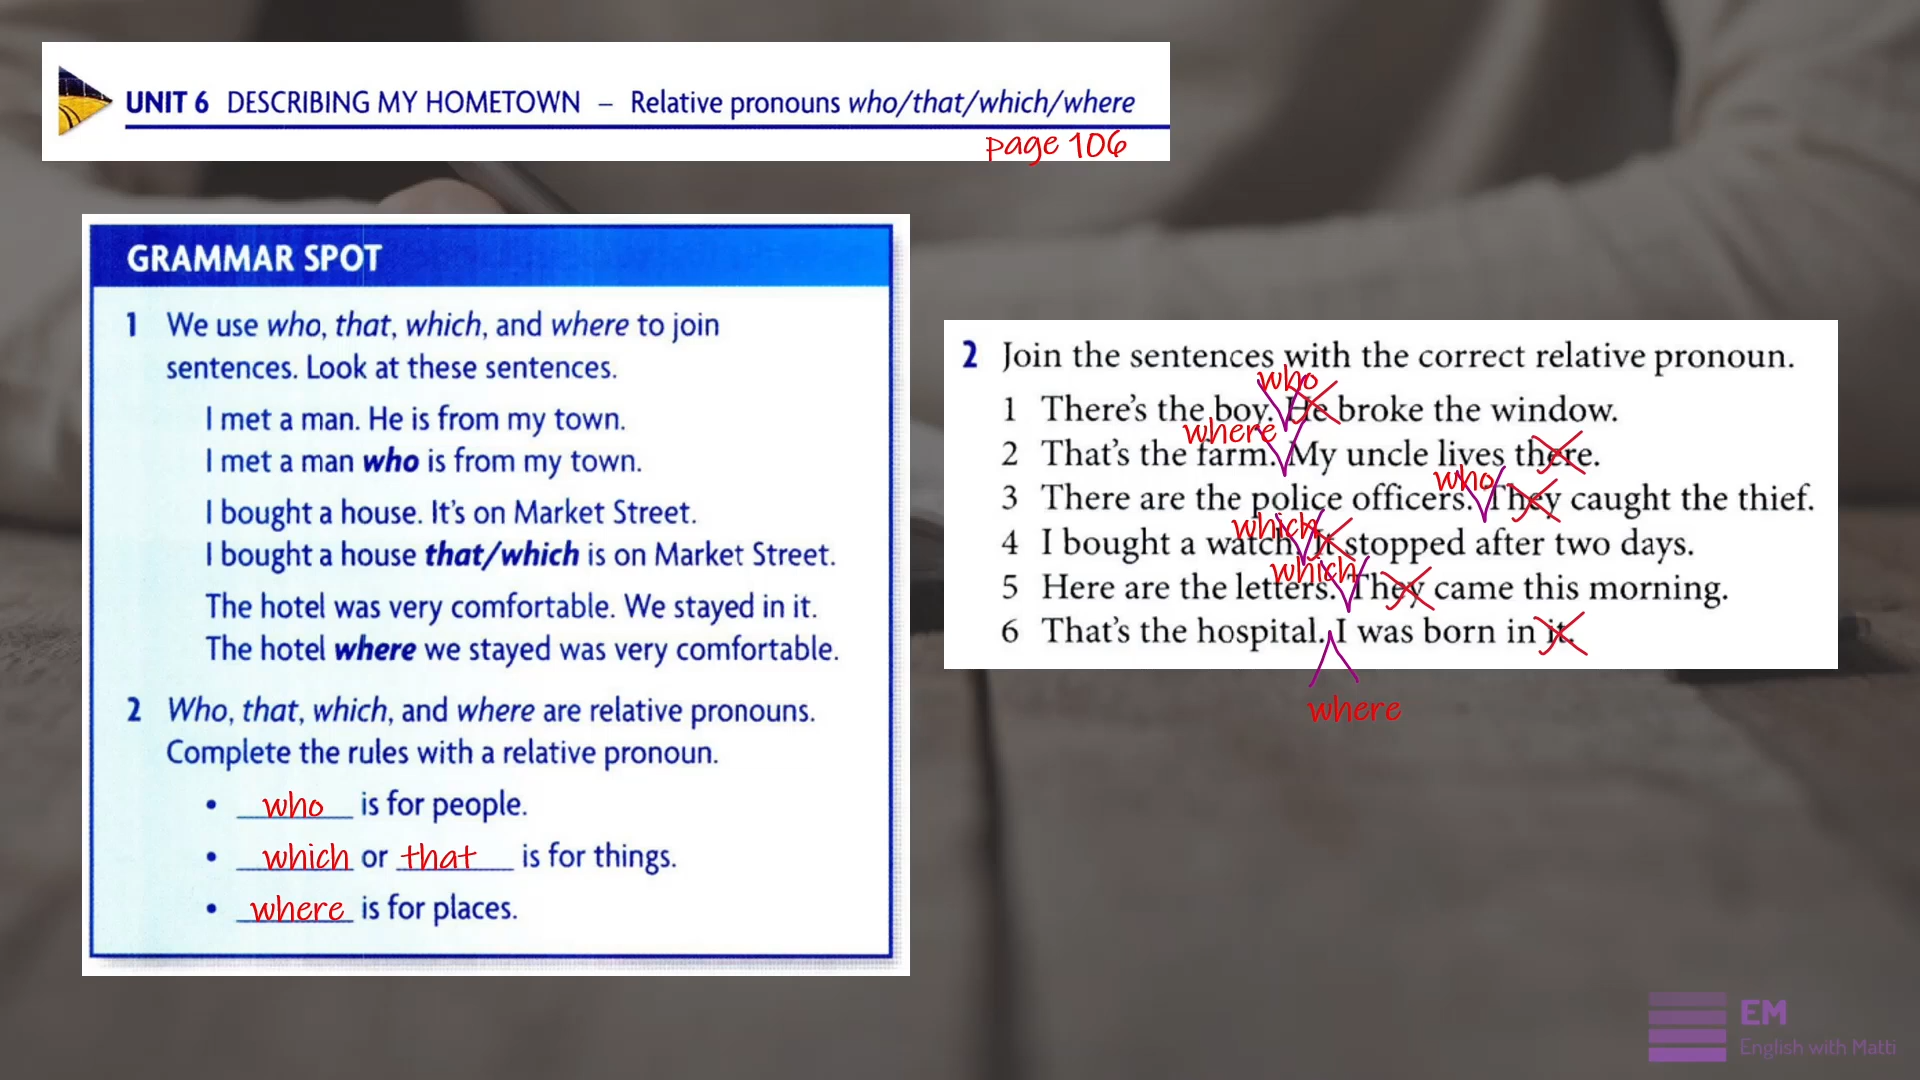 UNIT 6 DESCRIBING MY HOMETOWN – Relative pronouns who/that/which/where
page 106
GRAMMAR SPOT
1 We use who, that, which, and where to join
sentences. Look at these sentences.
I met a man. He is from my town.
I met a man who is from my town.
I bought a house. It's on Market Street.
I bought a house that/which is on Market Street.
The hotel was very comfortable. We stayed in it.
The hotel where we stayed was very comfortable.
2 Who, that, which, and where are relative pronouns.
Complete the rules with a relative pronoun.
• who is for people.
• which or that is for things.
• where is for places.
2 Join the sentences with the correct relative pronoun.
who
1 There's the boy. He broke the window.
where
2 That's the farm. My uncle lives there.
who
3 There are the police officers. They caught the thief.
which
4 I bought a watch. It stopped after two days.
which
5 Here are the letters. They came this morning.
6 That's the hospital. I was born in it.
where
EM
English with Matti